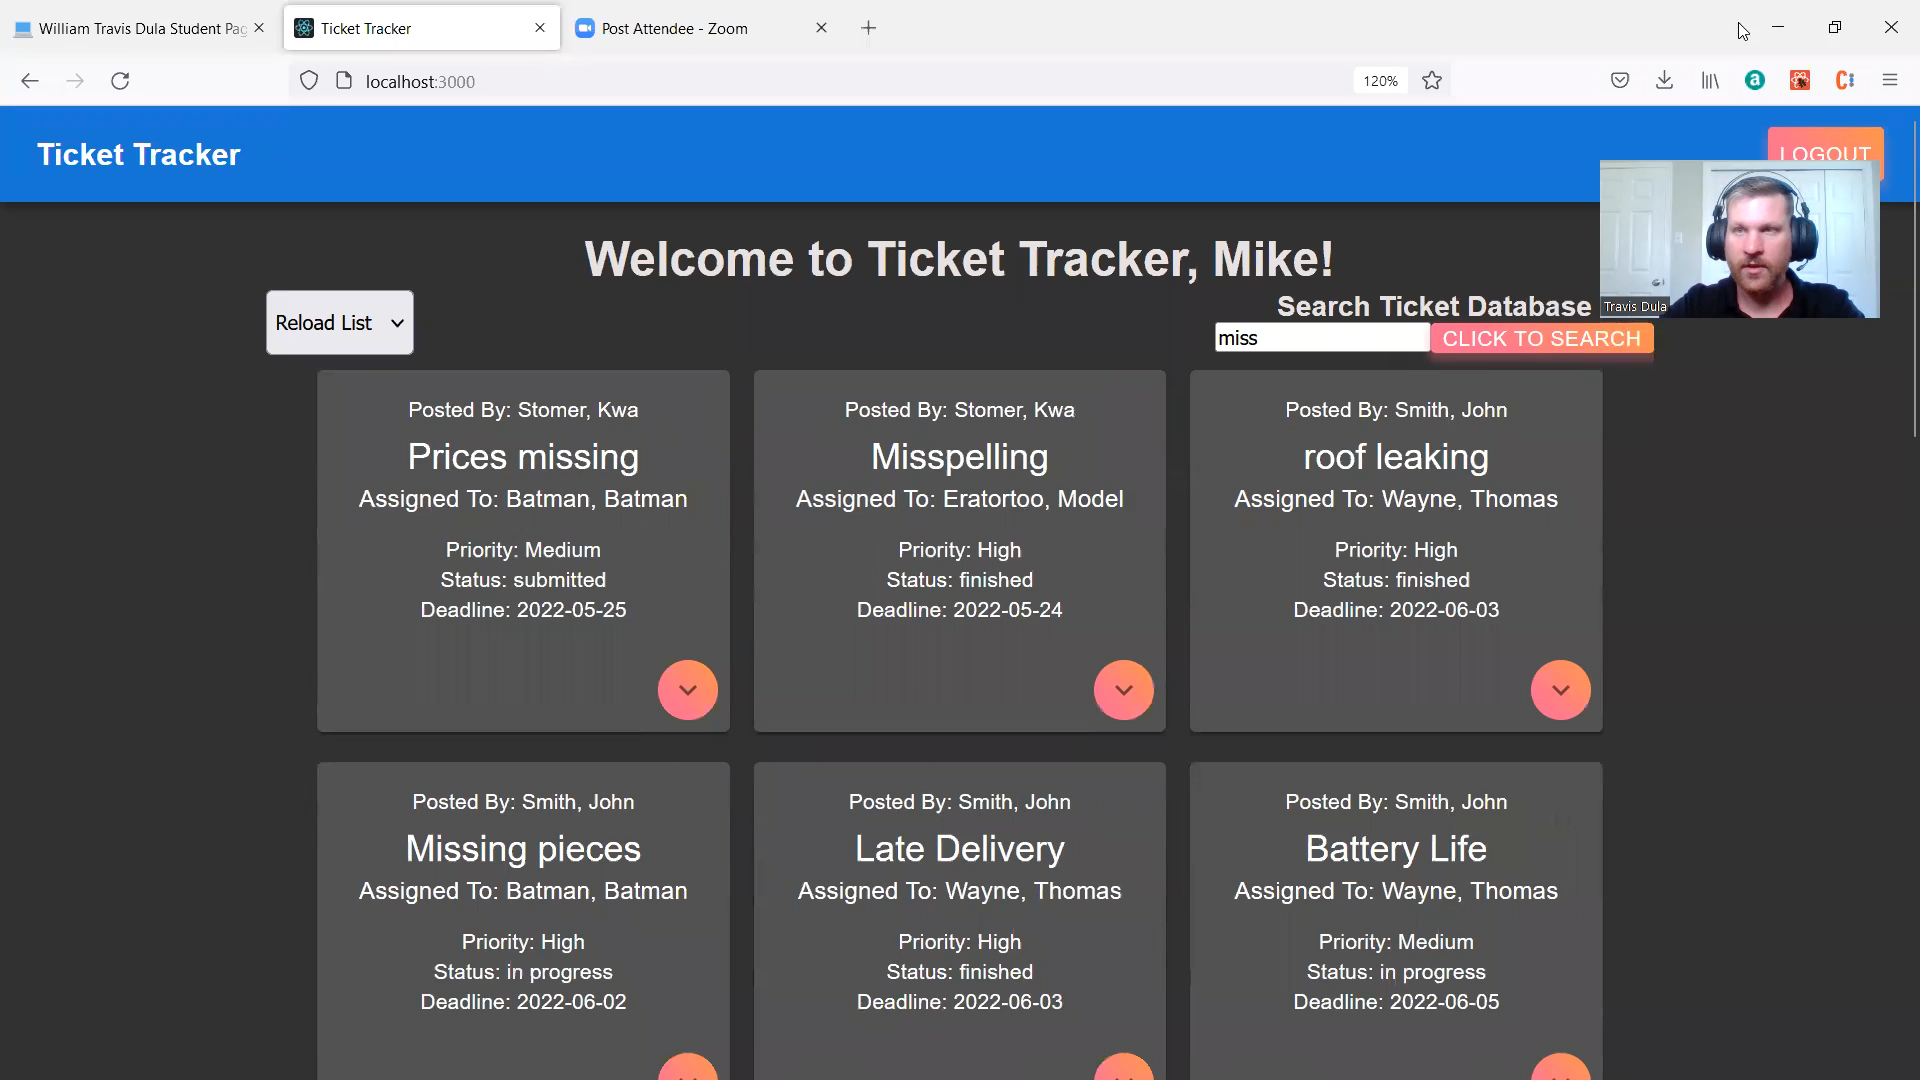 William Travis Dula Student Pag
Ticket Tracker
Post Attendee - Zoom
localhost:3000
120%
Ticket Tracker
LOGOUT
Travis Dula
Welcome to Ticket Tracker, Mike!
Reload List
Search Ticket Database
miss
CLICK TO SEARCH
Posted By: Stomer, Kwa
Prices missing
Assigned To: Batman, Batman
Priority: Medium
Status: submitted
Deadline: 2022-05-25
Posted By: Stomer, Kwa
Misspelling
Assigned To: Eratortoo, Model
Priority: High
Status: finished
Deadline: 2022-05-24
Posted By: Smith, John
roof leaking
Assigned To: Wayne, Thomas
Priority: High
Status: finished
Deadline: 2022-06-03
Posted By: Smith, John
Missing pieces
Assigned To: Batman, Batman
Priority: High
Status: in progress
Deadline: 2022-06-02
Posted By: Smith, John
Late Delivery
Assigned To: Wayne, Thomas
Priority: High
Status: finished
Deadline: 2022-06-03
Posted By: Smith, John
Battery Life
Assigned To: Wayne, Thomas
Priority: Medium
Status: in progress
Deadline: 2022-06-05